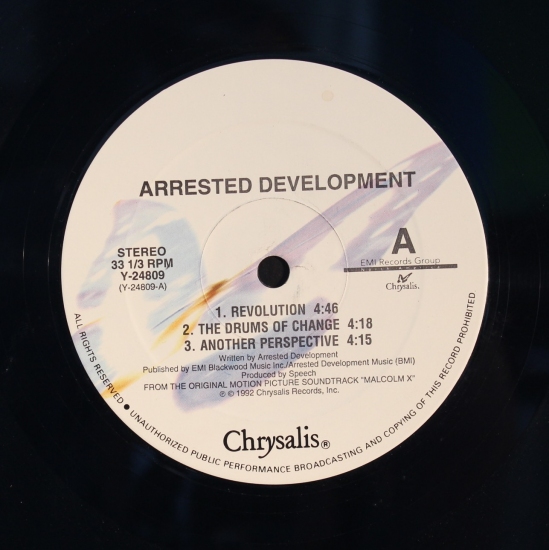 ARRESTED DEVELOPMENT
STEREO
33 1/3 RPM
Y-24809
(Y-24809-A)
A
EMI Records Group
NORTH AMERICA
Chrysalis.
1. REVOLUTION 4:46
2. THE DRUMS OF CHANGE 4:18
3. ANOTHER PERSPECTIVE 4:15
Written by Arrested Development
Published by EMI Blackwood Music Inc./Arrested Development Music (BMI)
Produced by Speech
FROM THE ORIGINAL MOTION PICTURE SOUNDTRACK "MALCOLM X"
℗ © 1992 Chrysalis Records, Inc.
Chrysalis®
ALL RIGHTS RESERVED • UNAUTHORIZED PUBLIC PERFORMANCE BROADCASTING AND COPYING OF THIS RECORD PROHIBITED